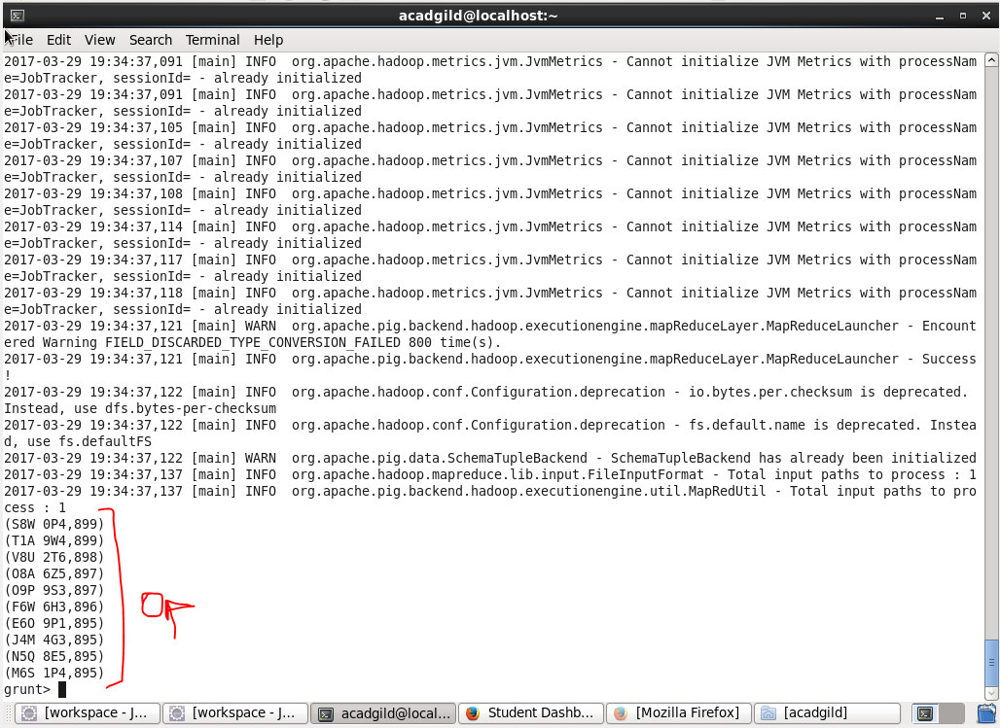 acadgild@localhost:~
File Edit View Search Terminal Help
2017-03-29 19:34:37,091 [main] INFO  org.apache.hadoop.metrics.jvm.JvmMetrics - Cannot initialize JVM Metrics with processNam
e=JobTracker, sessionId= - already initialized
2017-03-29 19:34:37,091 [main] INFO  org.apache.hadoop.metrics.jvm.JvmMetrics - Cannot initialize JVM Metrics with processNam
e=JobTracker, sessionId= - already initialized
2017-03-29 19:34:37,105 [main] INFO  org.apache.hadoop.metrics.jvm.JvmMetrics - Cannot initialize JVM Metrics with processNam
e=JobTracker, sessionId= - already initialized
2017-03-29 19:34:37,107 [main] INFO  org.apache.hadoop.metrics.jvm.JvmMetrics - Cannot initialize JVM Metrics with processNam
e=JobTracker, sessionId= - already initialized
2017-03-29 19:34:37,108 [main] INFO  org.apache.hadoop.metrics.jvm.JvmMetrics - Cannot initialize JVM Metrics with processNam
e=JobTracker, sessionId= - already initialized
2017-03-29 19:34:37,114 [main] INFO  org.apache.hadoop.metrics.jvm.JvmMetrics - Cannot initialize JVM Metrics with processNam
e=JobTracker, sessionId= - already initialized
2017-03-29 19:34:37,117 [main] INFO  org.apache.hadoop.metrics.jvm.JvmMetrics - Cannot initialize JVM Metrics with processNam
e=JobTracker, sessionId= - already initialized
2017-03-29 19:34:37,118 [main] INFO  org.apache.hadoop.metrics.jvm.JvmMetrics - Cannot initialize JVM Metrics with processNam
e=JobTracker, sessionId= - already initialized
2017-03-29 19:34:37,121 [main] WARN  org.apache.pig.backend.hadoop.executionengine.mapReduceLayer.MapReduceLauncher - Encount
ered Warning FIELD_DISCARDED_TYPE_CONVERSION_FAILED 800 time(s).
2017-03-29 19:34:37,121 [main] INFO  org.apache.pig.backend.hadoop.executionengine.mapReduceLayer.MapReduceLauncher - Success
!
2017-03-29 19:34:37,122 [main] INFO  org.apache.hadoop.conf.Configuration.deprecation - io.bytes.per.checksum is deprecated.
Instead, use dfs.bytes-per-checksum
2017-03-29 19:34:37,122 [main] INFO  org.apache.hadoop.conf.Configuration.deprecation - fs.default.name is deprecated. Instea
d, use fs.defaultFS
2017-03-29 19:34:37,122 [main] WARN  org.apache.pig.data.SchemaTupleBackend - SchemaTupleBackend has already been initialized
2017-03-29 19:34:37,137 [main] INFO  org.apache.hadoop.mapreduce.lib.input.FileInputFormat - Total input paths to process : 1
2017-03-29 19:34:37,137 [main] INFO  org.apache.pig.backend.hadoop.executionengine.util.MapRedUtil - Total input paths to pro
cess : 1
(S8W 0P4,899)
(T1A 9W4,899)
(V8U 2T6,898)
(O8A 6Z5,897)
(O9P 9S3,897)
(F6W 6H3,896)
(E6O 9P1,895)
(J4M 4G3,895)
(N5Q 8E5,895)
(M6S 1P4,895)
grunt>
[workspace - J... [workspace - J... acadgild@local... Student Dashb... [Mozilla Firefox] [acadgild]